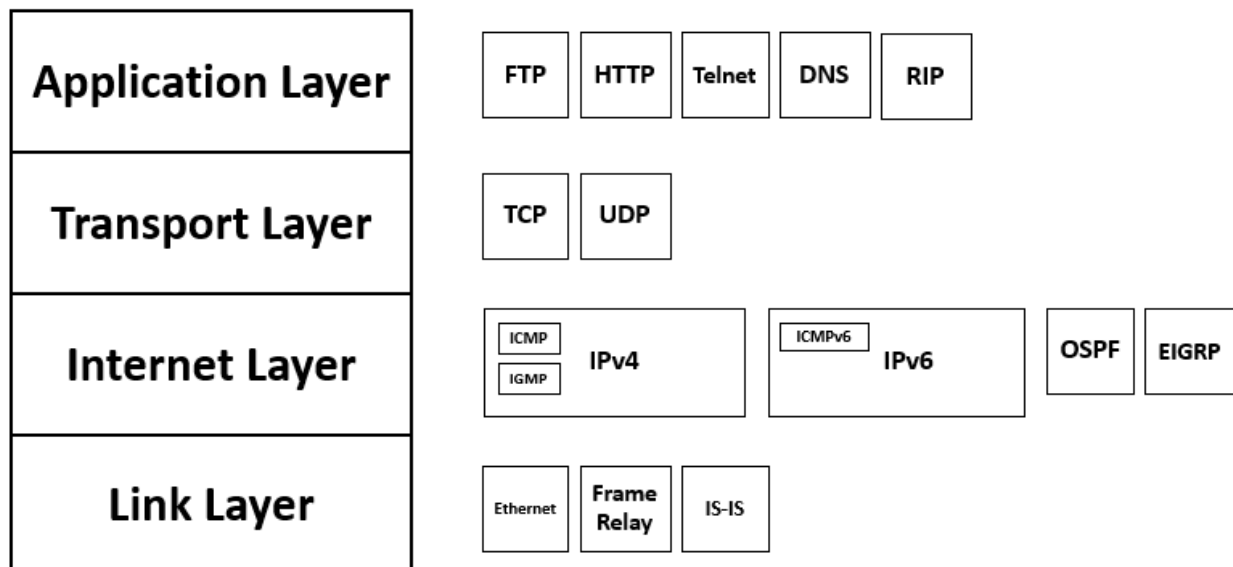 Application Layer
FTP
HTTP
Telnet
DNS
RIP
Transport Layer
TCP
UDP
Internet Layer
ICMP
IGMP
IPv4
ICMPv6
IPv6
OSPF
EIGRP
Link Layer
Ethernet
Frame
Relay
IS-IS